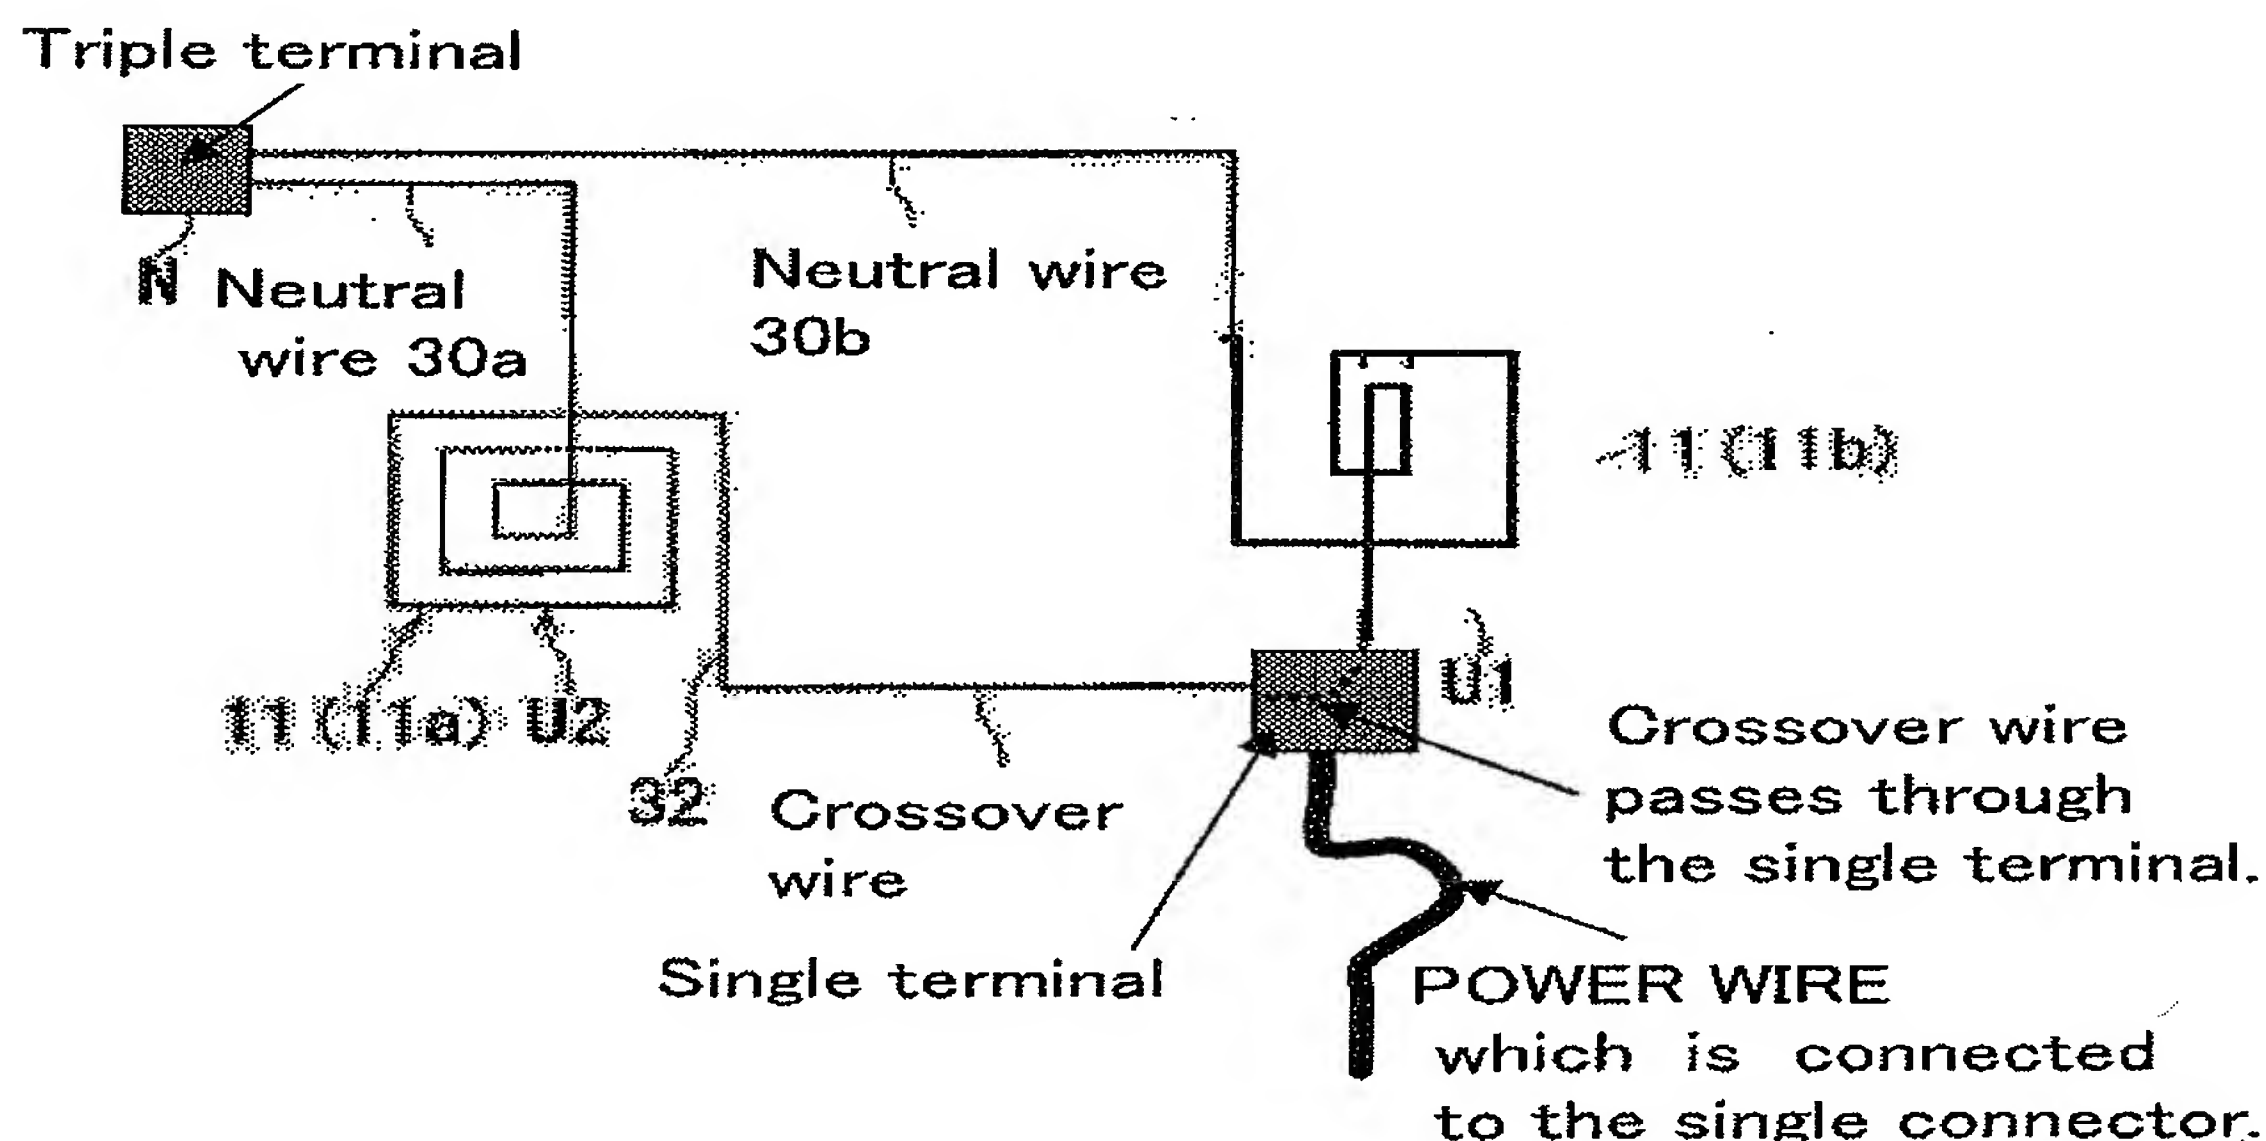 Triple terminal
N
Neutral
wire 30a
Neutral wire
30b
11(11b)
11(11a)
U2
U1
32
Crossover
wire
Crossover wire
passes through
the single terminal.
Single terminal
POWER WIRE
which is connected
to the single connector.